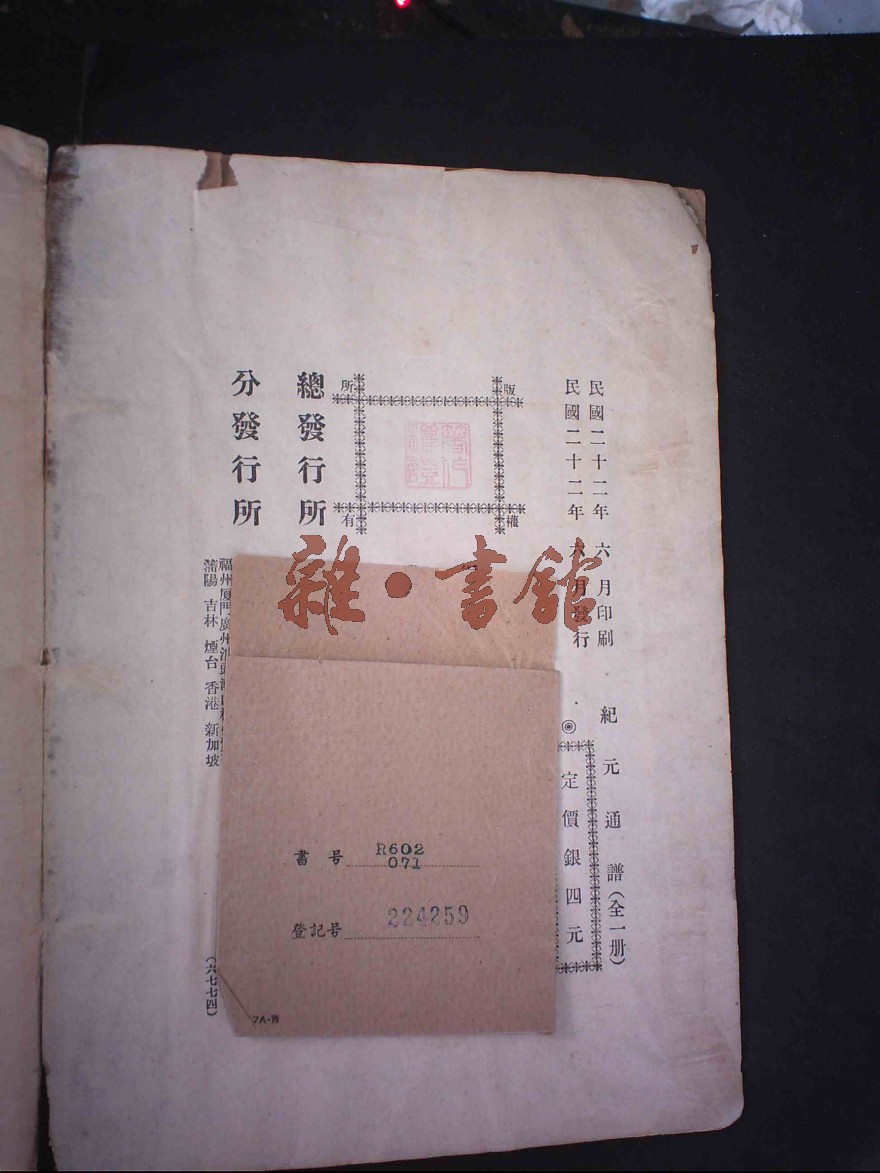 民國二十二年六月印刷
民國二十二年六月發行
紀元通譜(全一册)
◎定價銀四元
版權所有
總發行所
分發行所
福州厦門廣州汕頭
蒲陽 吉林 煙台 香港 新加坡
(六七七四)
雜·書館
書 号 R602
071
登記号 224259